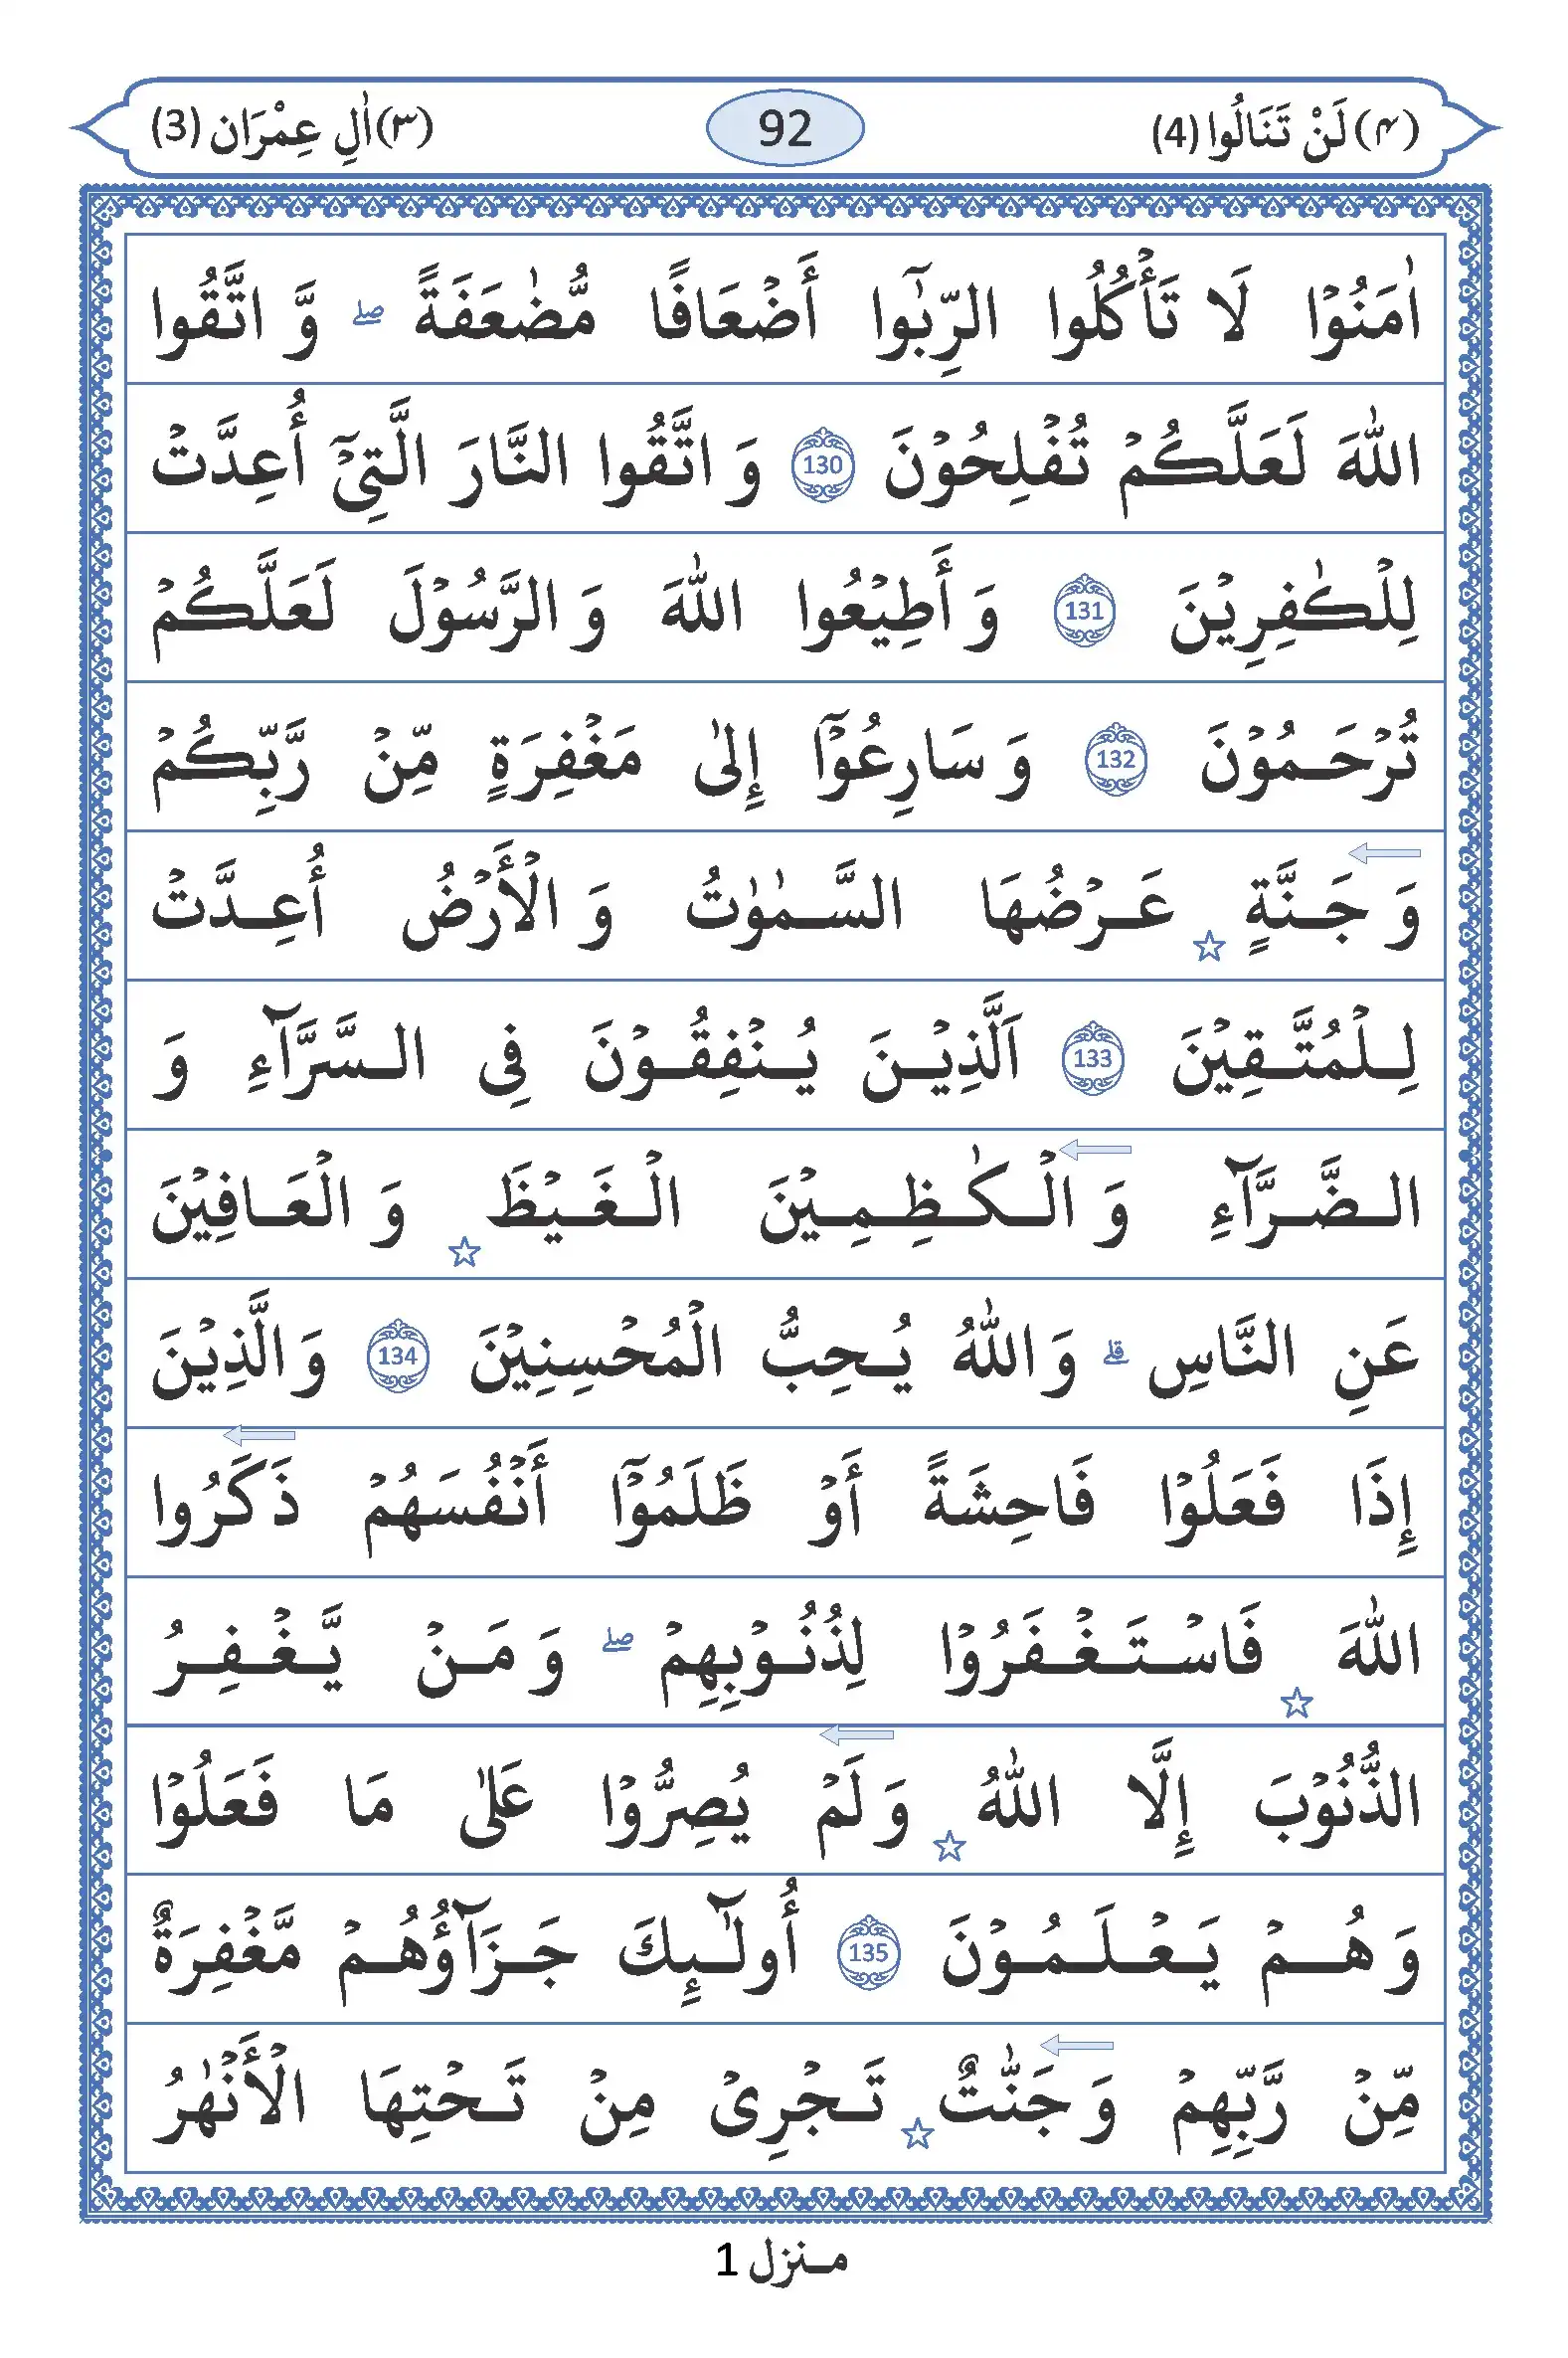 (٤) لَنْ تَنَالُوا (4) 92 (٣) اٰلِ عِمْرَان (3)
اٰمَنُوْا لَا تَأْكُلُوا الرِّبٰٓوا أَضْعَافًا مُّضٰعَفَةً ۖ وَّ اتَّقُوا
اللّٰهَ لَعَلَّكُمْ تُفْلِحُوْنَ 130 وَ اتَّقُوا النَّارَ الَّتِيْٓ أُعِدَّتْ
لِلْكٰفِرِيْنَ 131 وَ أَطِيْعُوا اللّٰهَ وَ الرَّسُوْلَ لَعَلَّكُمْ
تُرْحَمُوْنَ 132 وَ سَارِعُوْٓا إِلٰى مَغْفِرَةٍ مِّنْ رَّبِّكُمْ
وَ جَنَّةٍ ☆ عَرْضُهَا السَّمٰوٰتُ وَ الْأَرْضُ أُعِدَّتْ
لِلْمُتَّقِيْنَ 133 اَلَّذِيْنَ يُنْفِقُوْنَ فِى السَّرَّآءِ وَ
الضَّرَّآءِ وَ الْكٰظِمِيْنَ الْغَيْظَ ☆ وَ الْعَافِيْنَ
عَنِ النَّاسِ ۗ وَ اللّٰهُ يُحِبُّ الْمُحْسِنِيْنَ 134 وَ الَّذِيْنَ
إِذَا فَعَلُوْا فَاحِشَةً أَوْ ظَلَمُوْٓا أَنْفُسَهُمْ ذَكَرُوا
اللّٰهَ ☆ فَاسْتَغْفَرُوْا لِذُنُوْبِهِمْ ۖ وَ مَنْ يَّغْفِرُ
الذُّنُوْبَ إِلَّا اللّٰهُ ☆ وَ لَمْ يُصِرُّوْا عَلٰى مَا فَعَلُوْا
وَ هُمْ يَعْلَمُوْنَ 135 أُولٰٓئِكَ جَزَآؤُهُمْ مَّغْفِرَةٌ
مِّنْ رَّبِّهِمْ وَ جَنّٰتٌ ☆ تَجْرِيْ مِنْ تَحْتِهَا الْأَنْهٰرُ
منزل 1